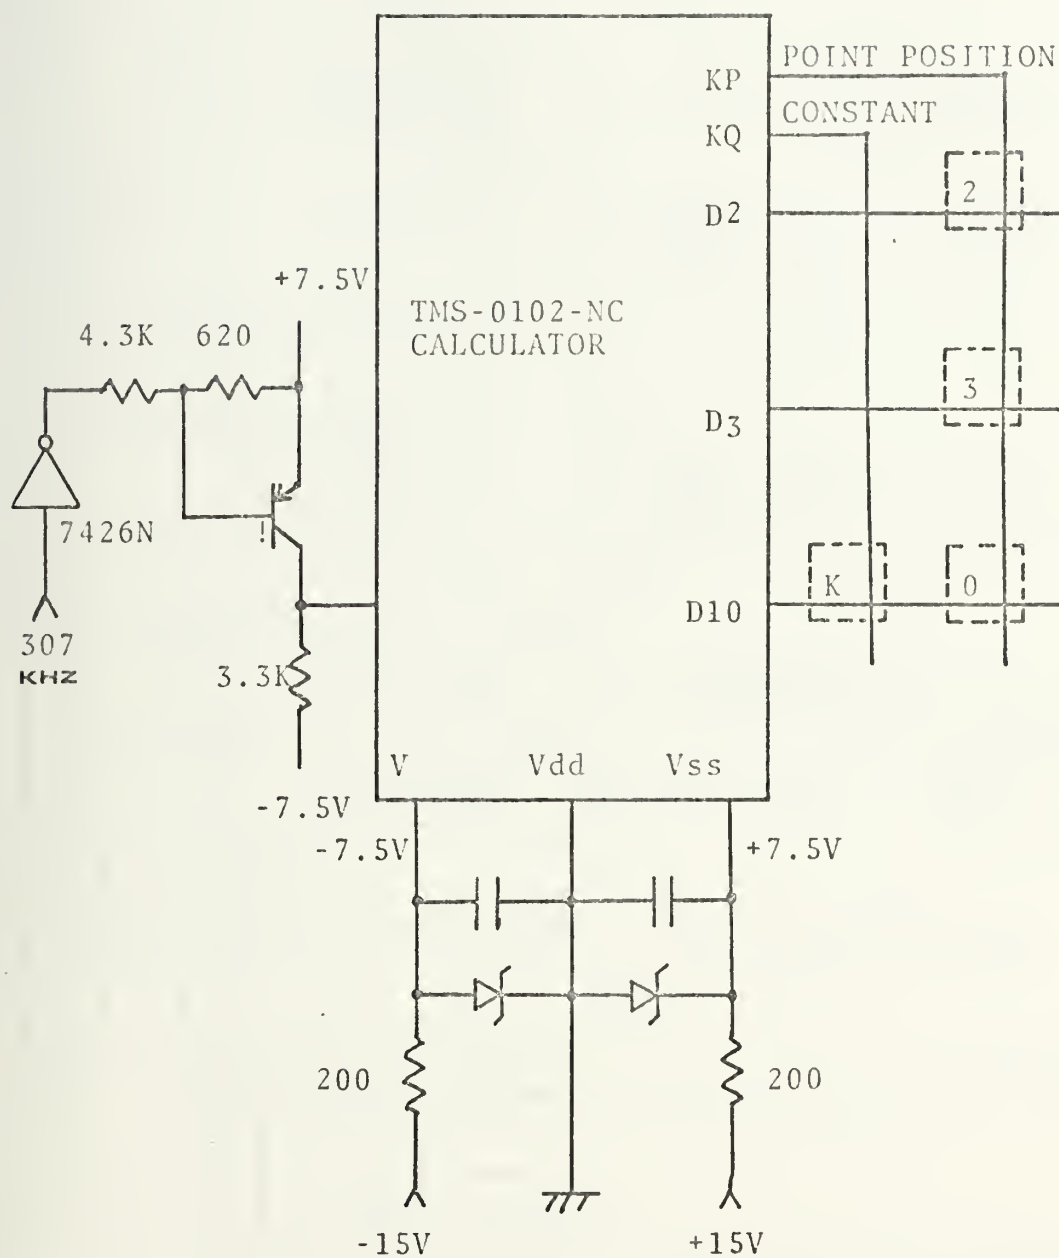 POINT POSITION
KP
CONSTANT
KQ
2
D2
+7.5V
TMS-0102-NC
CALCULATOR
4.3K 620
3
D3
7426N
K
0
D10
307
KHZ
3.3K
V Vdd Vss
-7.5V
-7.5V
+7.5V
200
200
-15V
+15V